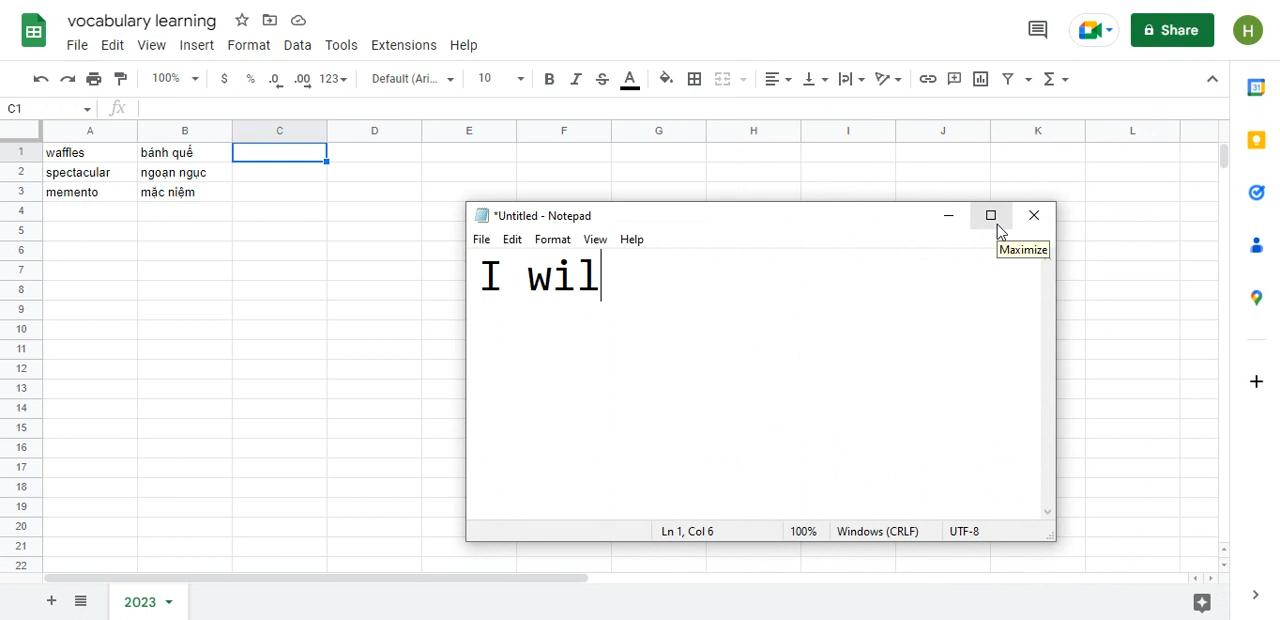 vocabulary learning
File Edit View Insert Format Data Tools Extensions Help
Share
H
100% $ % .0 .00 123 Default (Ari... 10 B I S A
C1 fx
31
A B C D E F G H I J K L
1 waffles bánh quế
2 spectacular ngoạn ngục
3 memento mặc niệm
4
5
6
7
8
9
10
11
12
13
14
15
16
17
18
19
20
21
22
*Untitled - Notepad
File Edit Format View Help
Maximize
I wil
Ln 1, Col 6 100% Windows (CRLF) UTF-8
2023